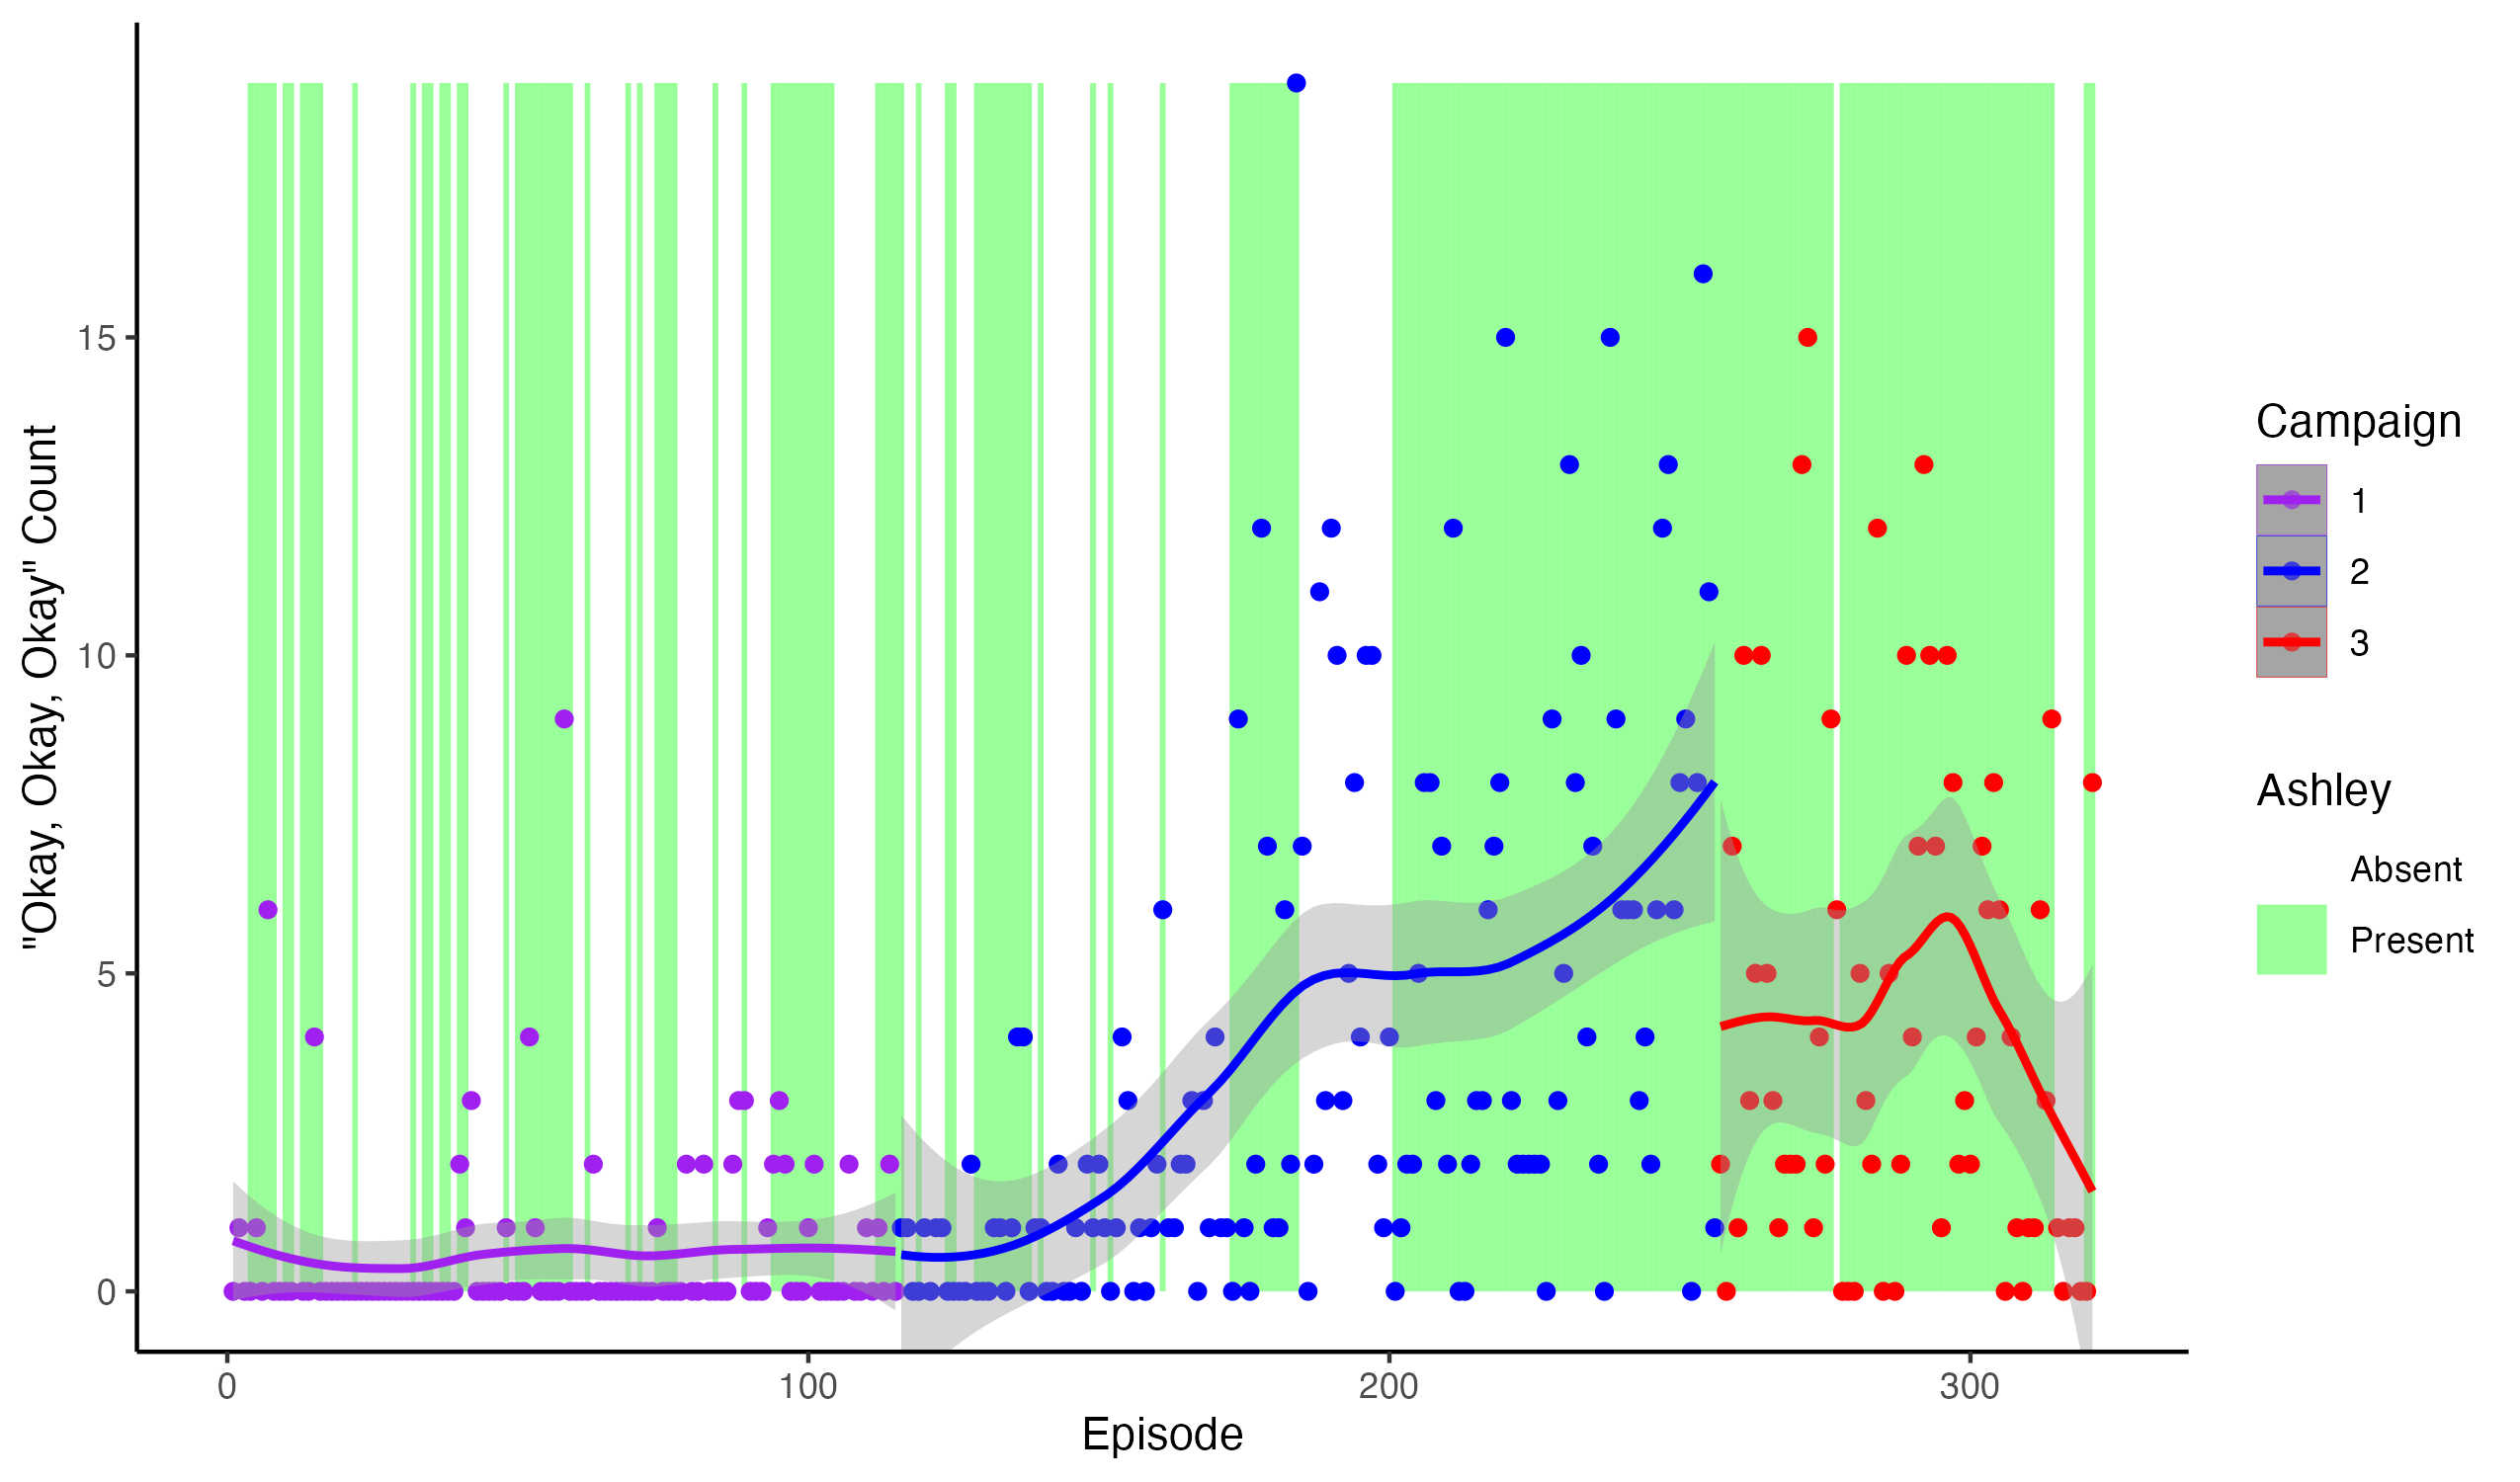 "Okay, Okay, Okay" Count
15
10
5
0
0 100 200 300
Episode
Campaign
1
2
3
Ashley
Absent
Present